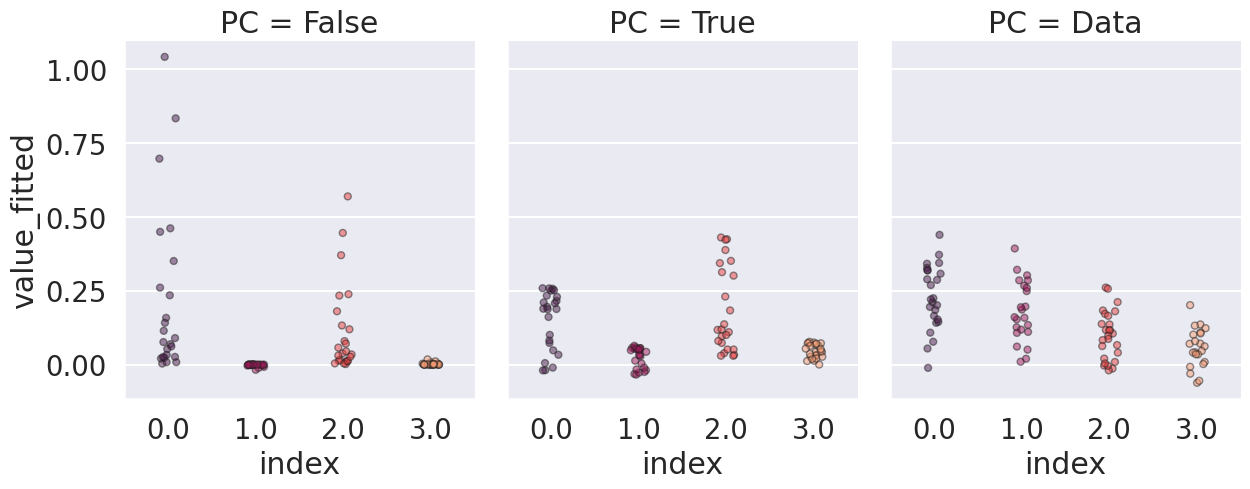 PC = False
PC = True
PC = Data
value_fitted
1.00
0.75
0.50
0.25
0.00
0.0 1.0 2.0 3.0
0.0 1.0 2.0 3.0
0.0 1.0 2.0 3.0
index
index
index